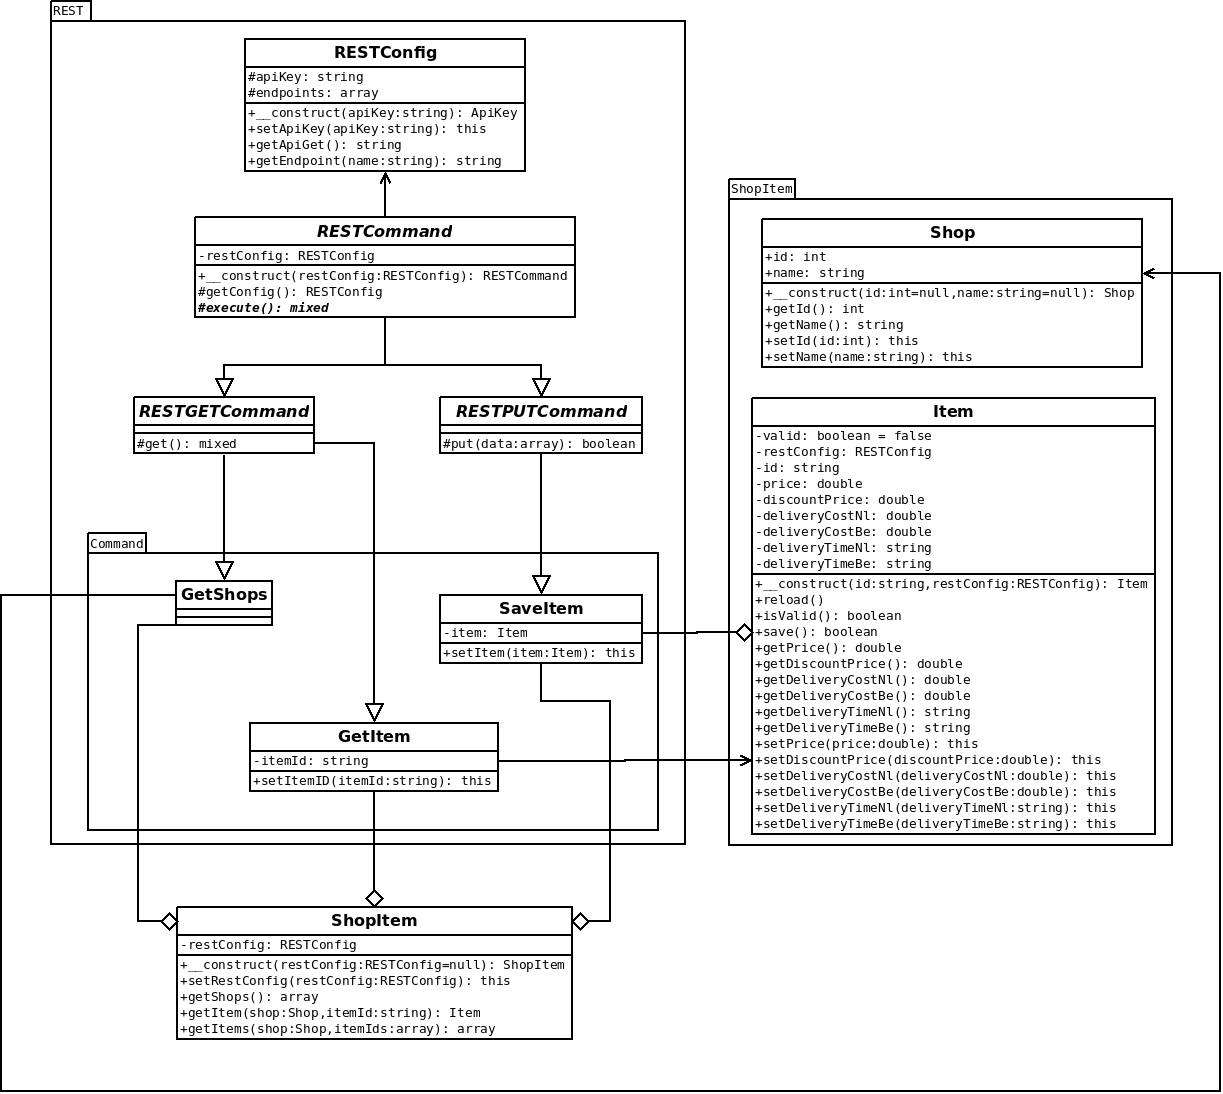 REST
RESTConfig
#apiKey: string
#endpoints: array
+__construct(apiKey:string): ApiKey
+setApiKey(apiKey:string): this
+getApiGet(): string
+getEndpoint(name:string): string
RESTCommand
-restConfig: RESTConfig
+__construct(restConfig:RESTConfig): RESTCommand
#getConfig(): RESTConfig
#execute(): mixed
RESTGETCommand
#get(): mixed
RESTPUTCommand
#put(data:array): boolean
Command
GetShops
SaveItem
-item: Item
+setItem(item:Item): this
GetItem
-itemId: string
+setItemID(itemId:string): this
ShopItem
Shop
+id: int
+name: string
+__construct(id:int=null,name:string=null): Shop
+getId(): int
+getName(): string
+setId(id:int): this
+setName(name:string): this
Item
-valid: boolean = false
-restConfig: RESTConfig
-id: string
-price: double
-discountPrice: double
-deliveryCostNl: double
-deliveryCostBe: double
-deliveryTimeNl: string
-deliveryTimeBe: string
+__construct(id:string,restConfig:RESTConfig): Item
+reload()
+isValid(): boolean
+save(): boolean
+getPrice(): double
+getDiscountPrice(): double
+getDeliveryCostNl(): double
+getDeliveryCostBe(): double
+getDeliveryTimeNl(): string
+getDeliveryTimeBe(): string
+setPrice(price:double): this
+setDiscountPrice(discountPrice:double): this
+setDeliveryCostNl(deliveryCostNl:double): this
+setDeliveryCostBe(deliveryCostBe:double): this
+setDeliveryTimeNl(deliveryTimeNl:string): this
+setDeliveryTimeBe(deliveryTimeBe:string): this
ShopItem
-restConfig: RESTConfig
+__construct(restConfig:RESTConfig=null): ShopItem
+setRestConfig(restConfig:RESTConfig): this
+getShops(): array
+getItem(shop:Shop,itemId:string): Item
+getItems(shop:Shop,itemIds:array): array